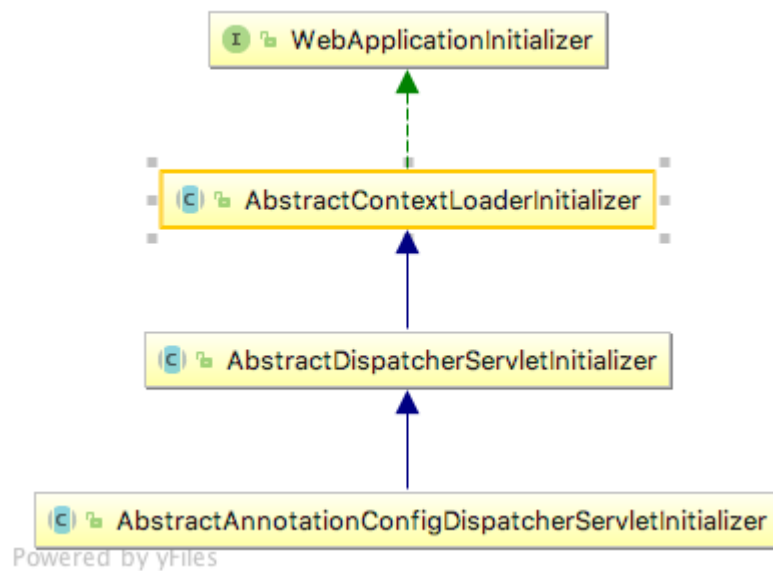 I WebApplicationInitializer
C AbstractContextLoaderInitializer
C AbstractDispatcherServletInitializer
C AbstractAnnotationConfigDispatcherServletInitializer
Powered by yFiles